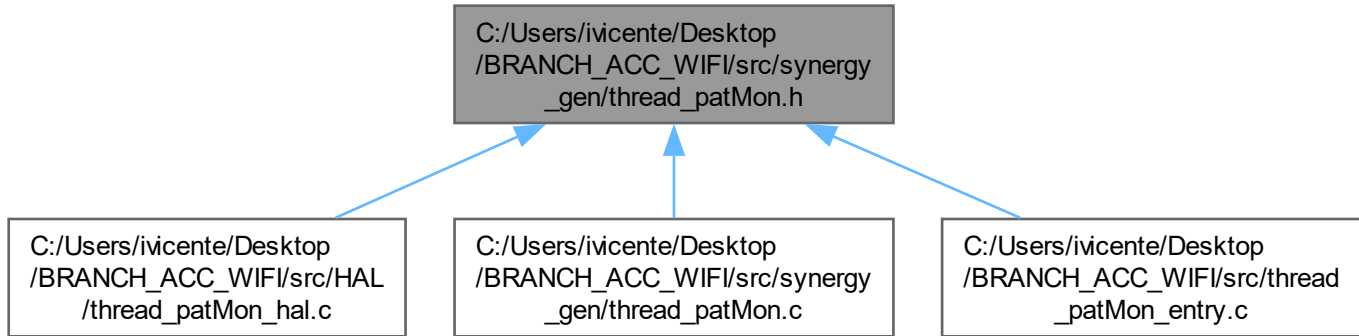 C:/Users/ivicente/Desktop
/BRANCH_ACC_WIFI/src/synergy
_gen/thread_patMon.h
C:/Users/ivicente/Desktop
/BRANCH_ACC_WIFI/src/HAL
/thread_patMon_hal.c
C:/Users/ivicente/Desktop
/BRANCH_ACC_WIFI/src/synergy
_gen/thread_patMon.c
C:/Users/ivicente/Desktop
/BRANCH_ACC_WIFI/src/thread
_patMon_entry.c